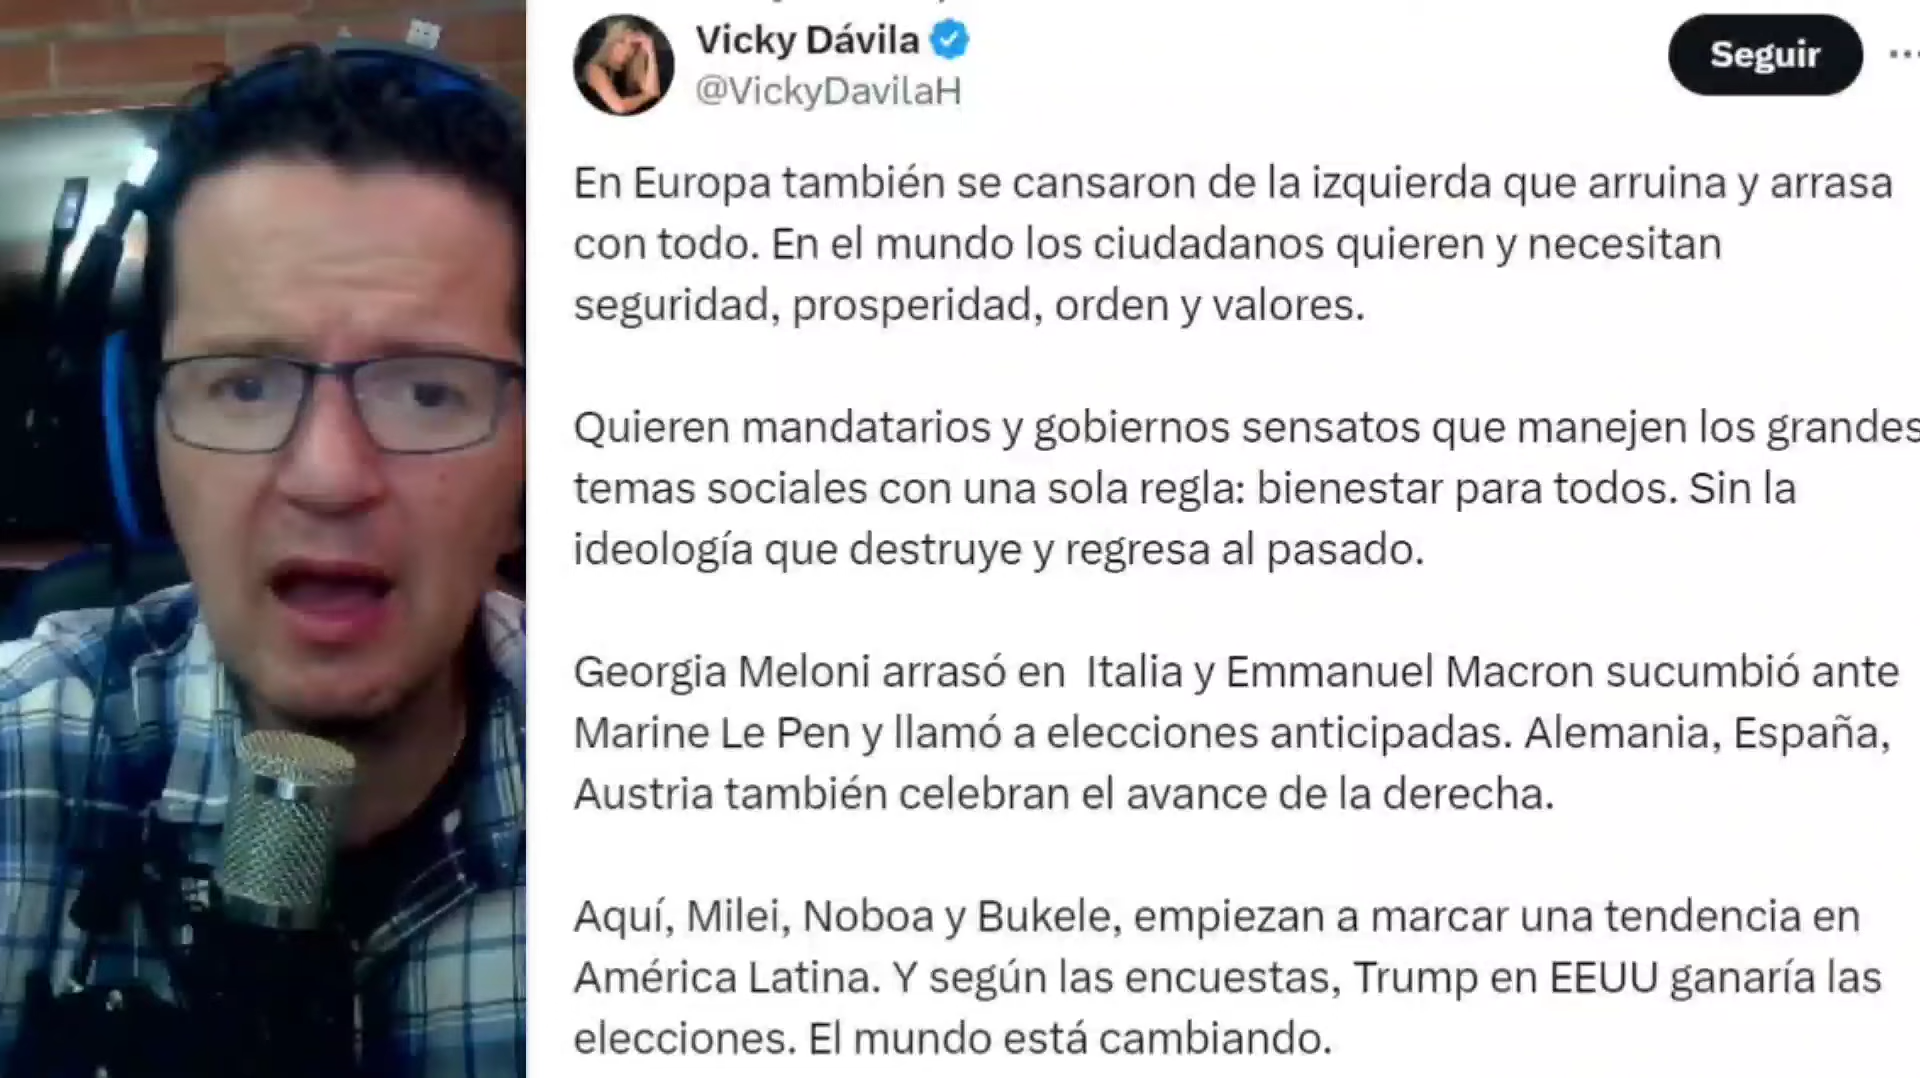 Vicky Dávila
@VickyDavilaH
Seguir
En Europa también se cansaron de la izquierda que arruina y arrasa
con todo. En el mundo los ciudadanos quieren y necesitan
seguridad, prosperidad, orden y valores.
Quieren mandatarios y gobiernos sensatos que manejen los grandes
temas sociales con una sola regla: bienestar para todos. Sin la
ideología que destruye y regresa al pasado.
Georgia Meloni arrasó en Italia y Emmanuel Macron sucumbió ante
Marine Le Pen y llamó a elecciones anticipadas. Alemania, España,
Austria también celebran el avance de la derecha.
Aquí, Milei, Noboa y Bukele, empiezan a marcar una tendencia en
América Latina. Y según las encuestas, Trump en EEUU ganaría las
elecciones. El mundo está cambiando.